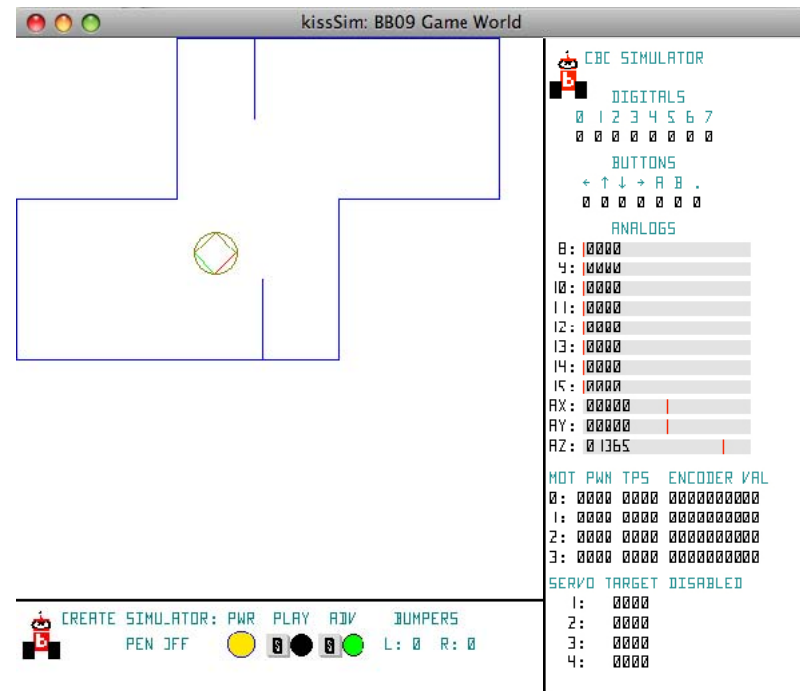 kissSim: BB09 Game World
CBC SIMULATOR
b
DIGITALS
0 1 2 3 4 5 6 7
0 0 0 0 0 0 0 0
BUTTONS
← ↑ ↓ → A B .
0 0 0 0 0 0 0
ANALOGS
8: 0000
9: 0000
10: 0000
11: 0000
12: 0000
13: 0000
14: 0000
15: 0000
AX: 00000
AY: 00000
AZ: 01365
MOT PWN TPS ENCODER VAL
0: 0000 0000 0000000000
1: 0000 0000 0000000000
2: 0000 0000 0000000000
3: 0000 0000 0000000000
SERVO TARGET DISABLED
1: 0000
2: 0000
3: 0000
4: 0000
CREATE SIMULATOR: PWR PLAY ADV BUMPERS
b PEN OFF 0 0 L: 0 R: 0